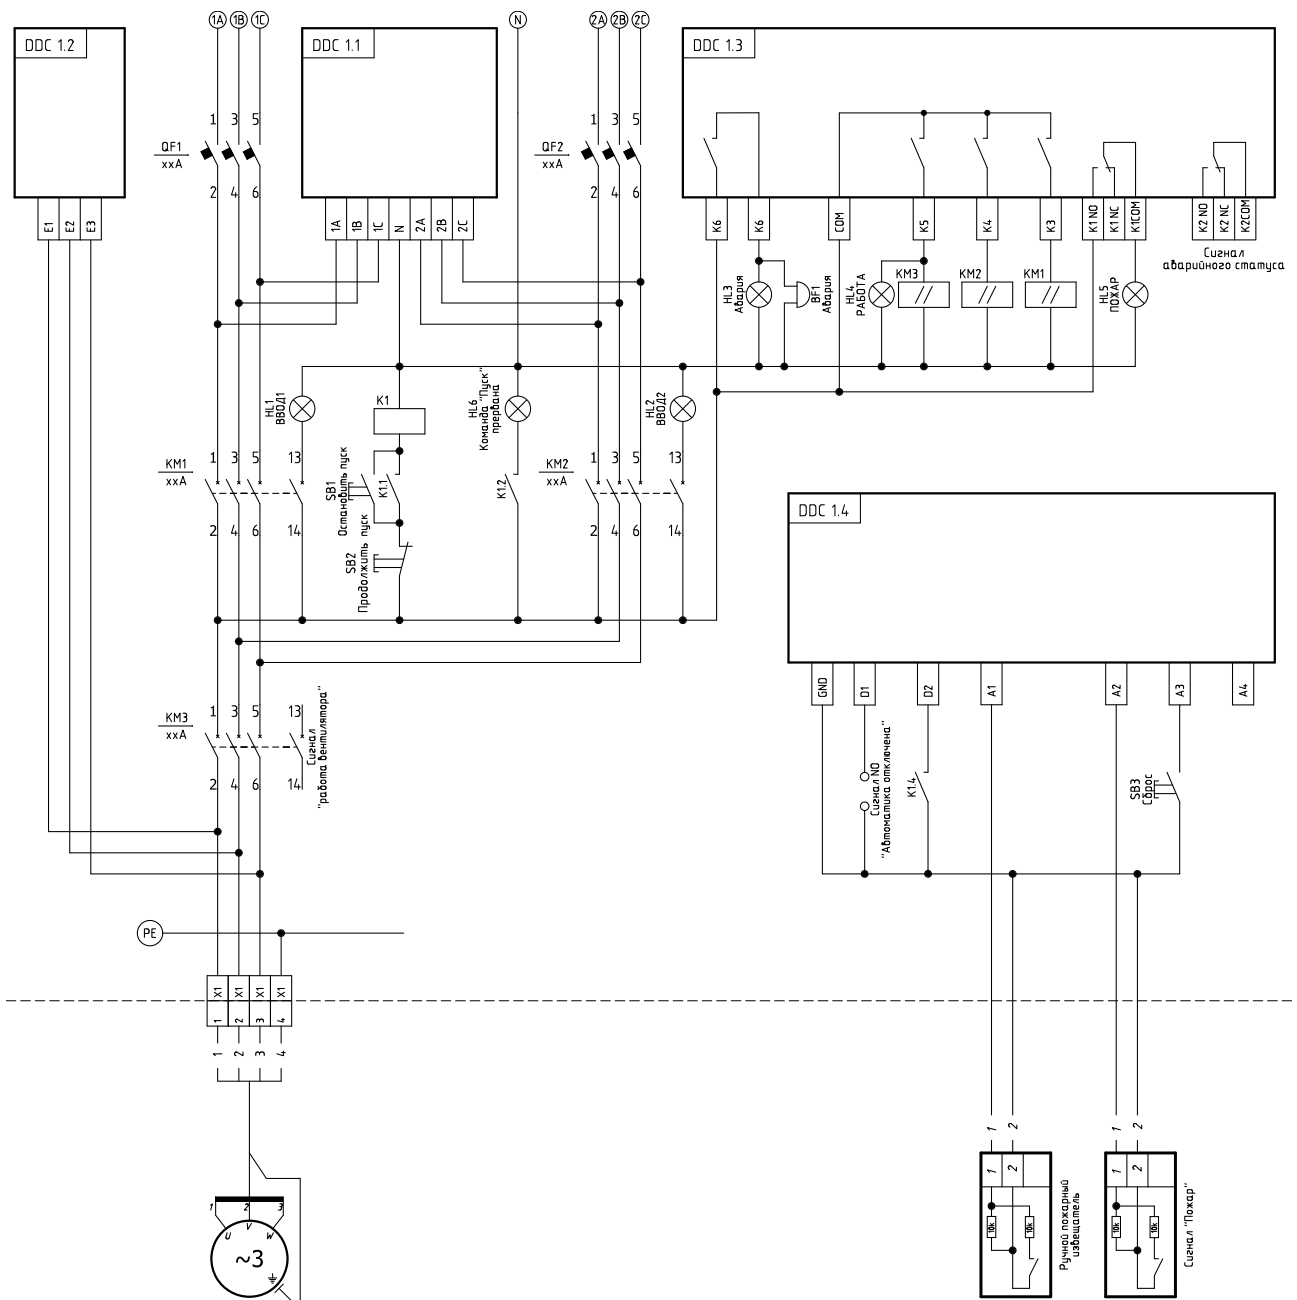 1A 1B 1C N 2A 2B 2C
DDC 1.2
DDC 1.1
DDC 1.3
1 3 5
QF1
xxA
2 4 6
1 3 5
QF2
xxA
2 4 6
E1 E2 E3
1A 1B 1C N 2A 2B 2C
K6 K6 COM K5 K4 K3 K1 NO K1 NC K1COM K2 NO K2 NC K2COM
Сигнал
аварийного статуса
HL3
Авария
BF1
Авария
HL4
РАБОТА
KM3
KM2
KM1
HL5
ПОЖАР
HL1
ВВОД1
K1
HL6
Команда "Пуск"
прервана
HL2
ВВОД2
KM1
xxA
1 3 5 13
2 4 6 14
SB1
Остановить пуск
K1.1
SB2
Продолжить пуск
K1.2
KM2
xxA
1 3 5 13
2 4 6 14
DDC 1.4
GND D1 D2 A1 A2 A3 A4
KM3
xxA
1 3 5 13
2 4 6 14
Сигнал
"работа вентилятора"
Сигнал NO
"Автоматика отключена"
K1.4
SB3
Сброс
PE
X1 X1 X1 X1
1 2 3 4
1 2 3 4
1 2 1 2
1 2 1 2
1 2 3
U V W
~3
10k 10k
Ручной пожарный
извещатель
10k 10k
Сигнал "Пожар"